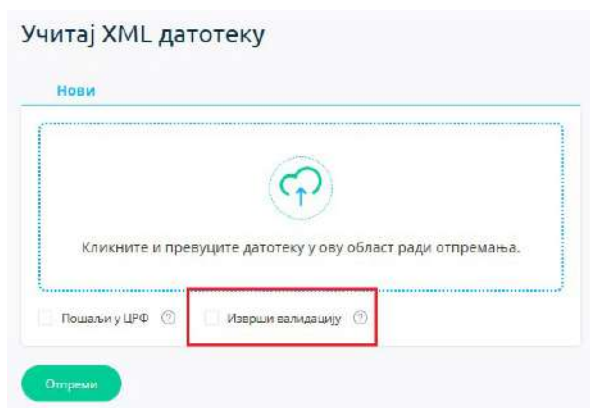 Учитај XML датотеку
Нови
Кликните и превуците датотеку у ову област ради отпремања.
Пошаљи у ЦРФ ? Изврши валидацију ?
Отпреми